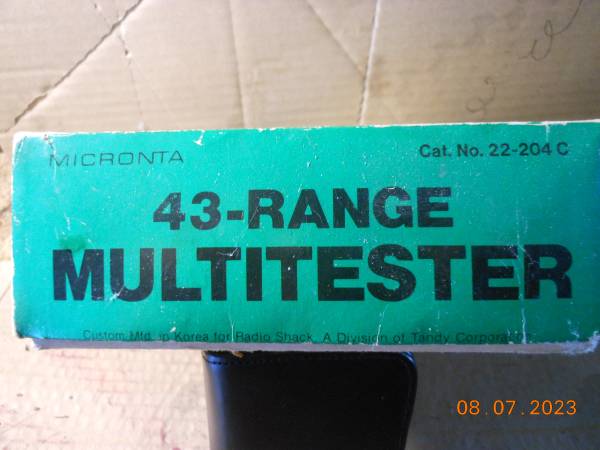 MICRONTA
Cat. No. 22-204 C
43-RANGE
MULTITESTER
Custom Mfd. in Korea for Radio Shack, A Division of Tandy
08.07.2023